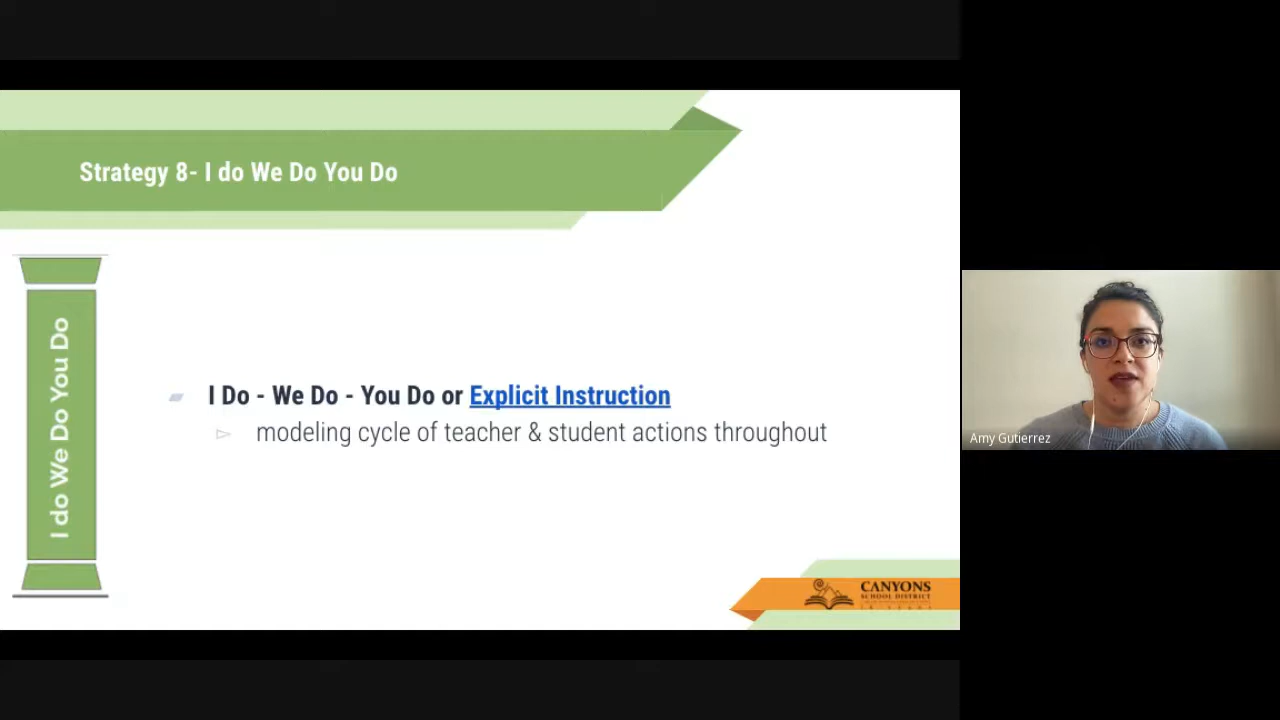 Strategy 8- I do We Do You Do
I do We Do You Do
I Do - We Do - You Do or Explicit Instruction
modeling cycle of teacher & student actions throughout
Amy Gutierrez
CANYONS
SCHOOL DISTRICT